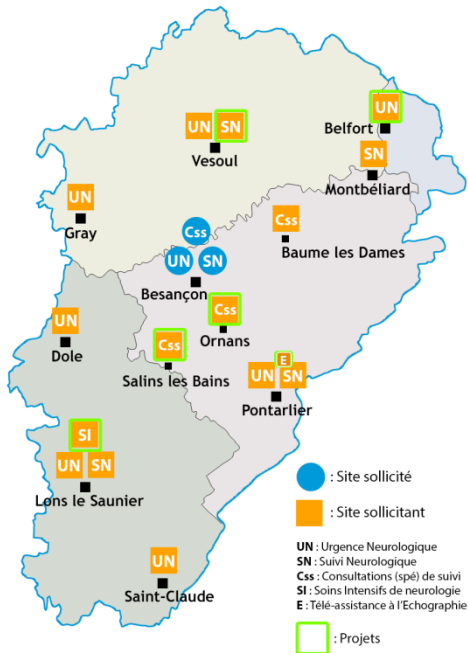 UN
Belfort
UN SN
Vesoul
SN
Montbéliard
UN
Gray
Css
Baume les Dames
Css
UN SN
Besançon
Css
Ornans
UN
Dole
Css
Salins les Bains
E
UN SN
Pontarlier
SI
UN SN
Lons le Saunier
UN
Saint-Claude
: Site sollicité
: Site sollicitant
UN : Urgence Neurologique
SN : Suivi Neurologique
Css : Consultations (spé) de suivi
SI : Soins Intensifs de neurologie
E : Télé-assistance à l'Echographie
: Projets